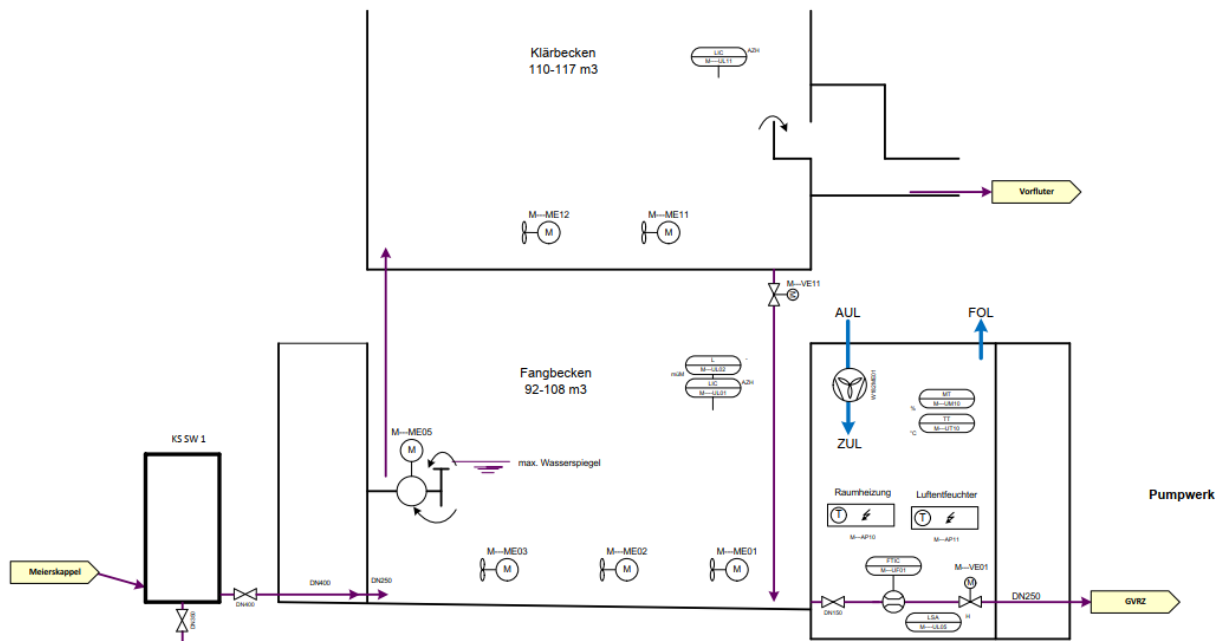 Klärbecken
110-117 m3
LIC
AZH
M----UL11
Vorfluter
M---ME12
M---ME11
M
M
M---VE11
M
AUL
FOL
Fangbecken
92-108 m3
L
-
M---UL02
müM
LIC
AZH
M---UL01
W102ME01
MT
M---UM10
%
TT
M---UT10
°C
ZUL
KS SW 1
M---ME05
M
max. Wasserspiegel
Raumheizung
Luftentfeuchter
T
T
M---AP10
M---AP11
Pumpwerk
M---ME03
M---ME02
M---ME01
M
M
M
FTIC
M---UF01
M---VE01
M
Meierskappel
DN400
DN400
DN250
DN150
DN250
GVRZ
LSA
H
M----UL05